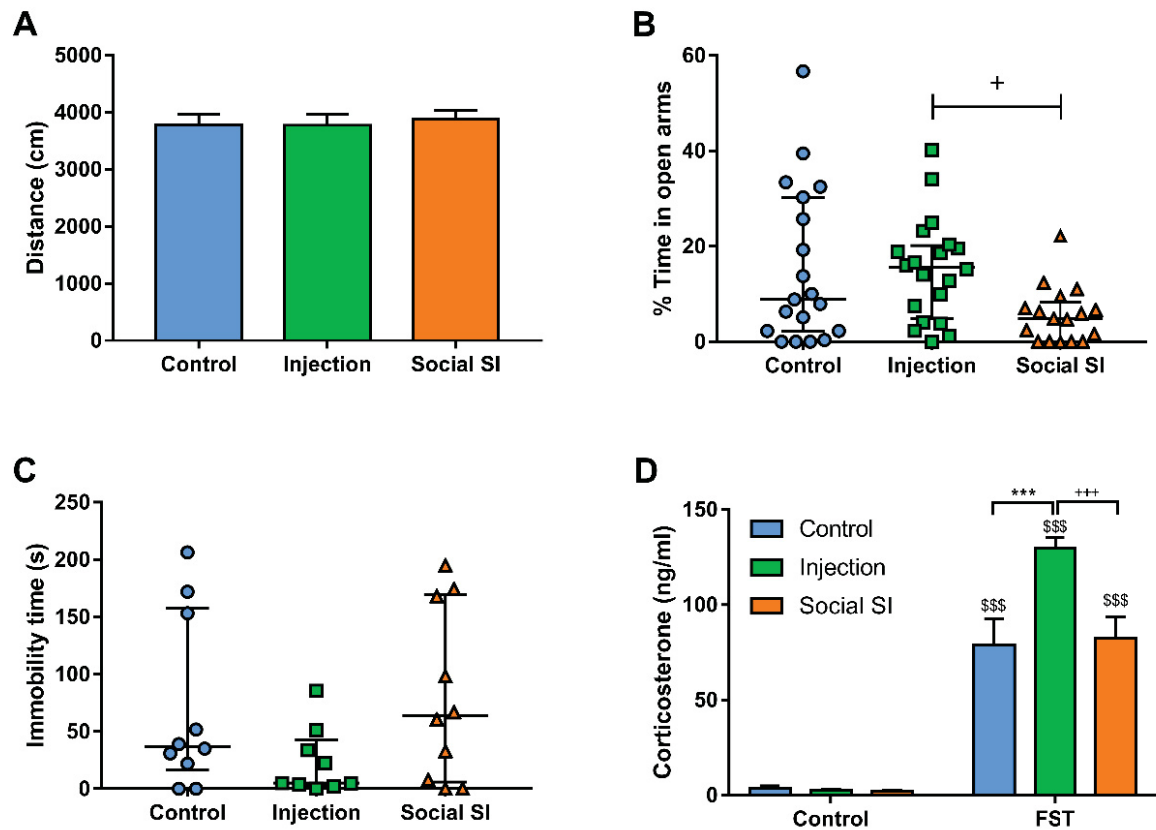 A
Distance (cm)
5000
4000
3000
2000
1000
0
Control Injection Social SI
B
% Time in open arms
60
40
20
0
+
Control Injection Social SI
C
Immobility time (s)
250
200
150
100
50
0
Control Injection Social SI
D
Corticosterone (ng/ml)
150
100
50
0
Control
Injection
Social SI
*** +++
$$$
$$$ $$$
Control FST